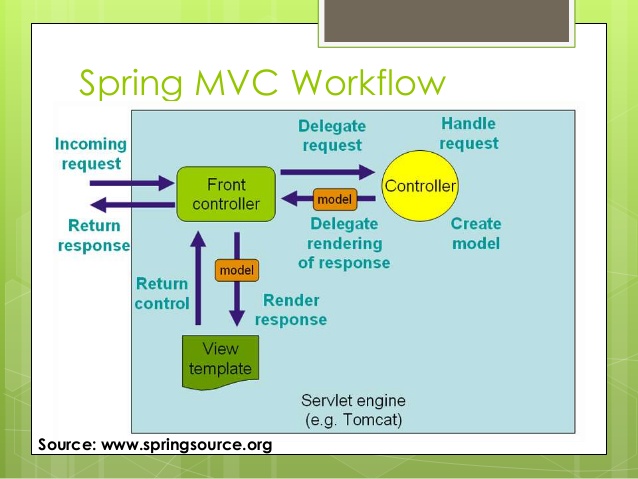 Spring MVC Workflow
Incoming
request
Return
response
Front
controller
Delegate
request
Handle
request
Controller
model
Delegate
rendering
of response
Create
model
model
Return
control
Render
response
View
template
Servlet engine
(e.g. Tomcat)
Source: www.springsource.org